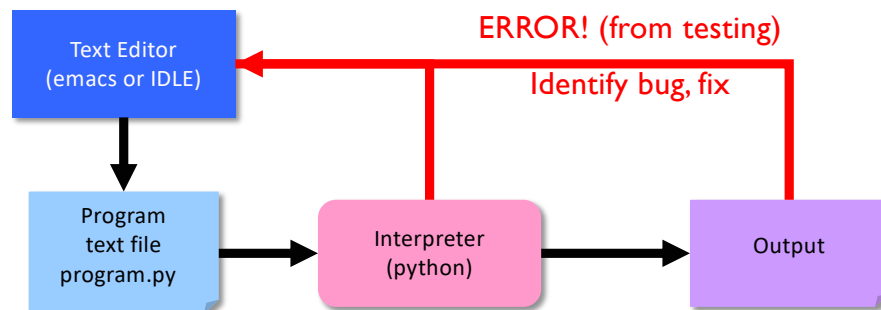 Text Editor
(emacs or IDLE)
ERROR! (from testing)
Identify bug, fix
Program
text file
program.py
Interpreter
(python)
Output